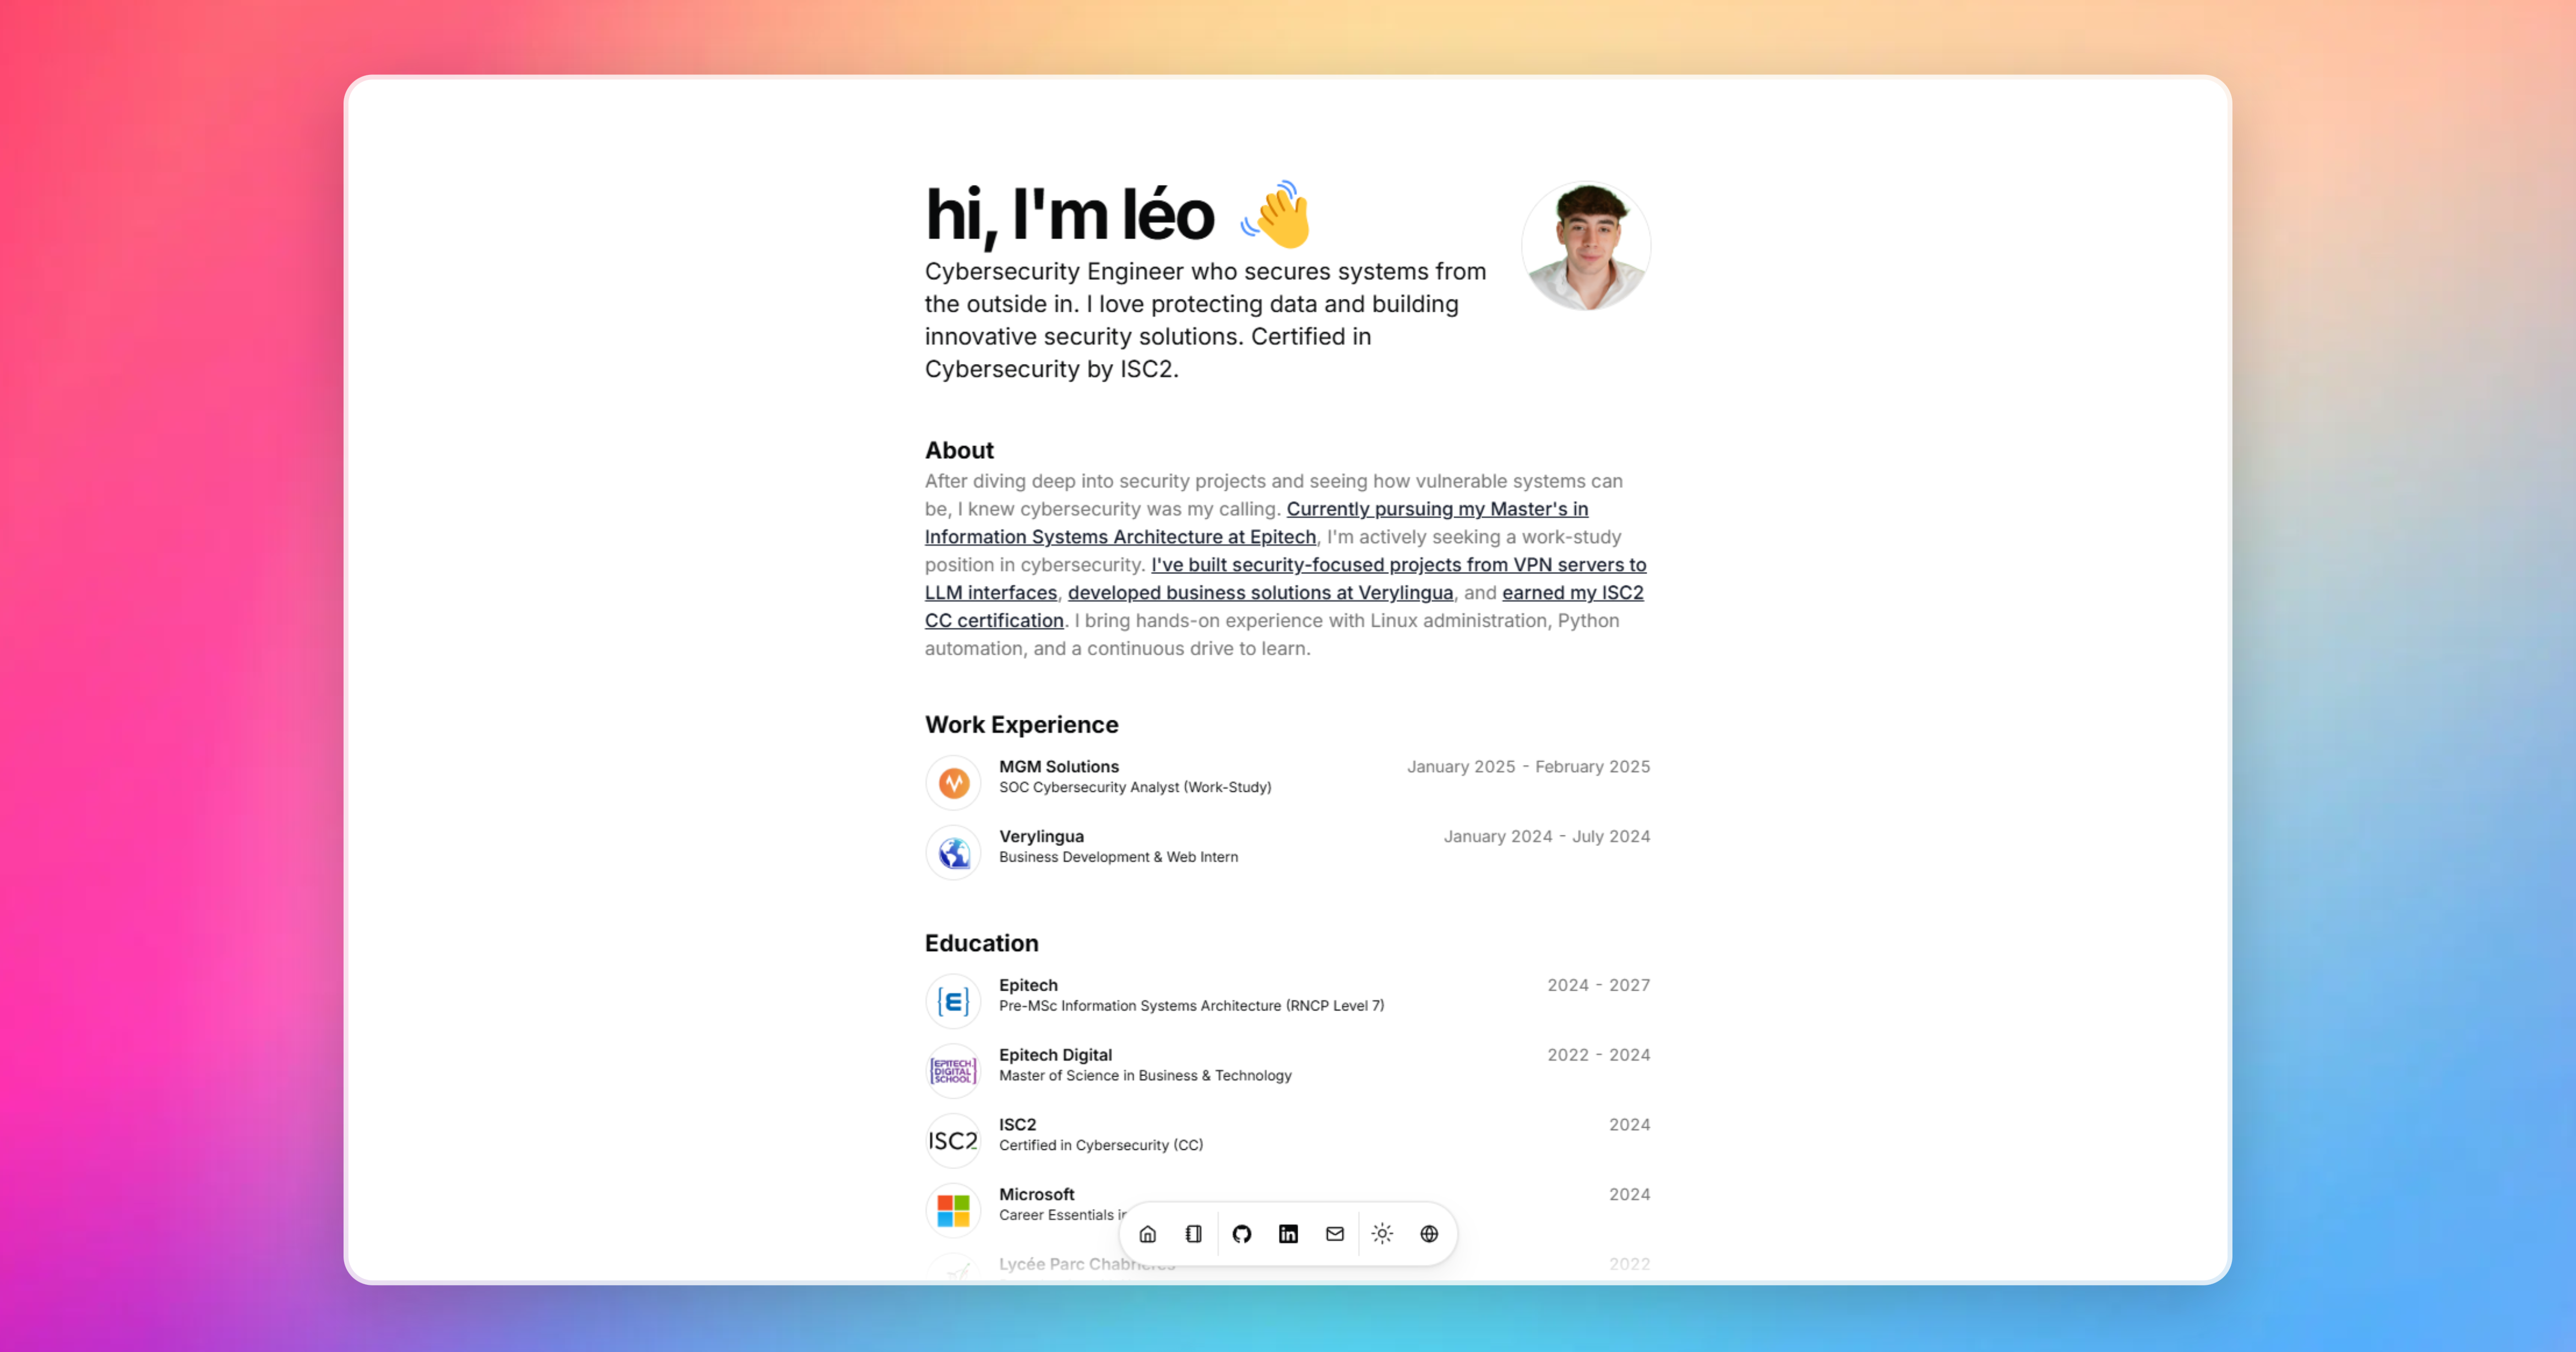 hi, I'm léo 👋
Cybersecurity Engineer who secures systems from
the outside in. I love protecting data and building
innovative security solutions. Certified in
Cybersecurity by ISC2.
About
After diving deep into security projects and seeing how vulnerable systems can
be, I knew cybersecurity was my calling. Currently pursuing my Master's in
Information Systems Architecture at Epitech, I'm actively seeking a work-study
position in cybersecurity. I've built security-focused projects from VPN servers to
LLM interfaces, developed business solutions at Verylingua, and earned my ISC2
CC certification. I bring hands-on experience with Linux administration, Python
automation, and a continuous drive to learn.
Work Experience
MGM Solutions
January 2025 - February 2025
SOC Cybersecurity Analyst (Work-Study)
Verylingua
January 2024 - July 2024
Business Development & Web Intern
Education
Epitech
2024 - 2027
Pre-MSc Information Systems Architecture (RNCP Level 7)
EPITECH
DIGITAL
SCHOOL
Epitech Digital
2022 - 2024
Master of Science in Business & Technology
ISC2
ISC2
2024
Certified in Cybersecurity (CC)
Microsoft
2024
Career Essentials
Lycée Parc Chabrières
2022